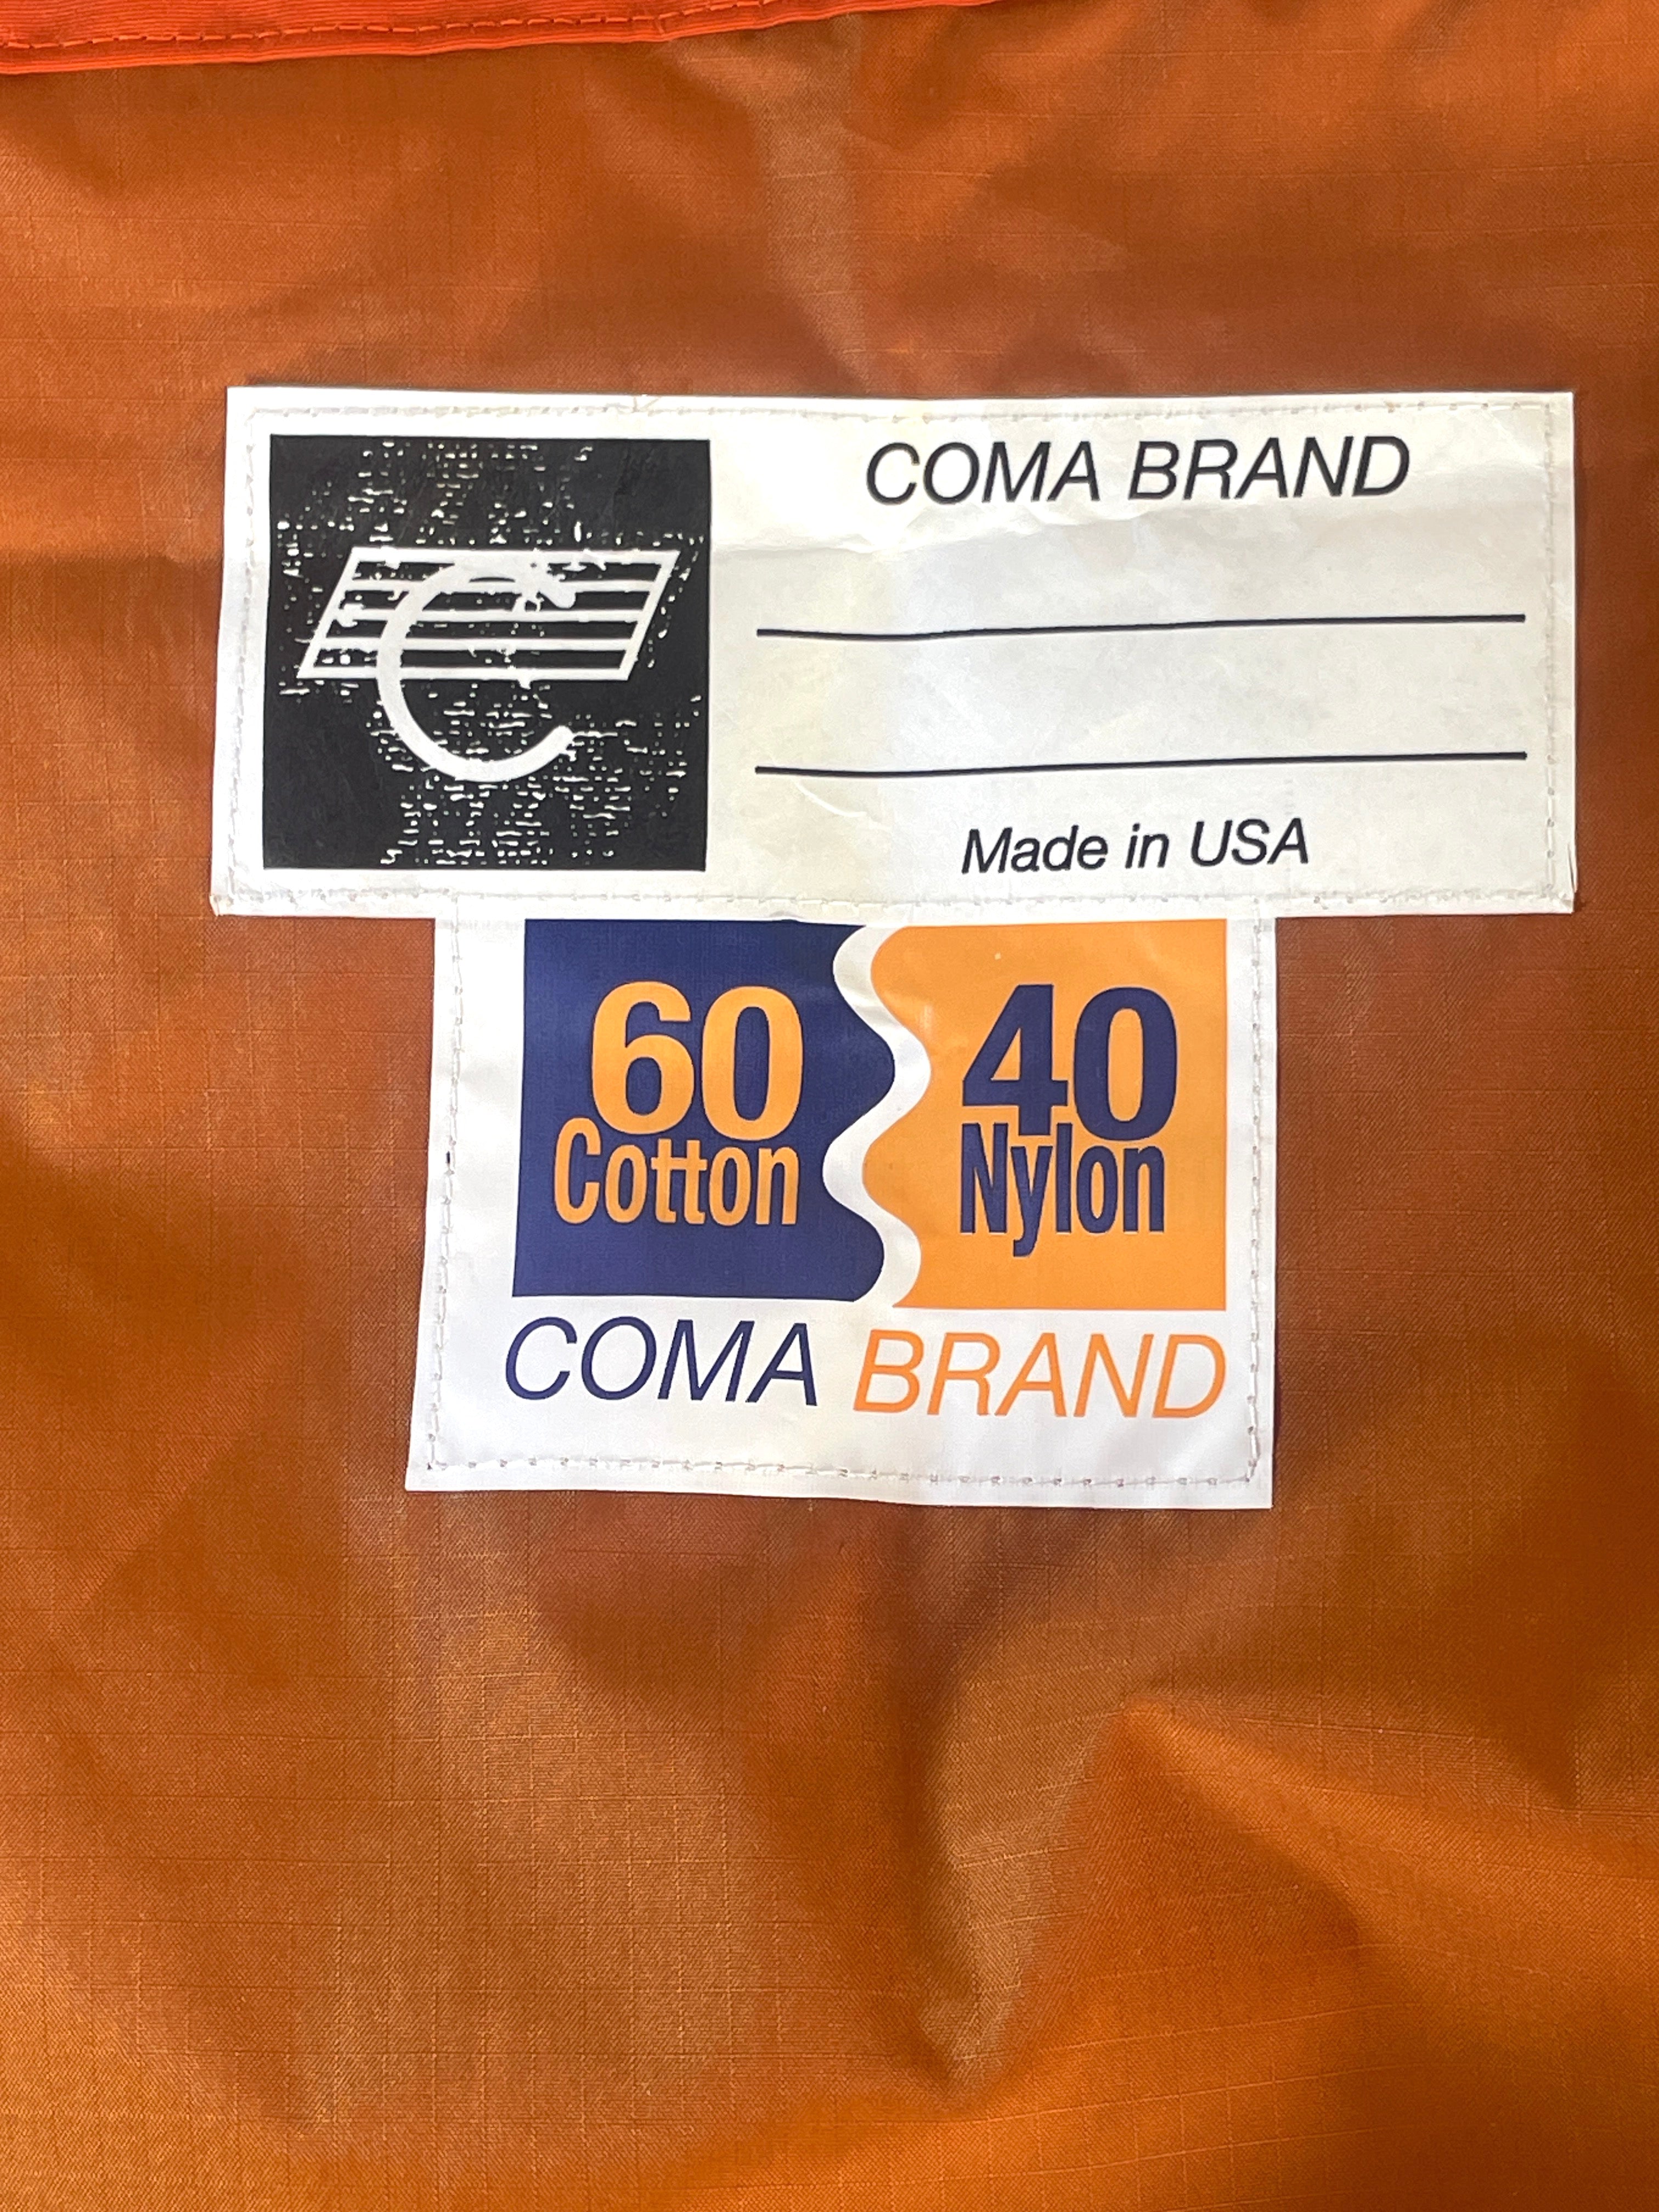 COMA BRAND
Made in USA
60 40
Cotton Nylon
COMA BRAND